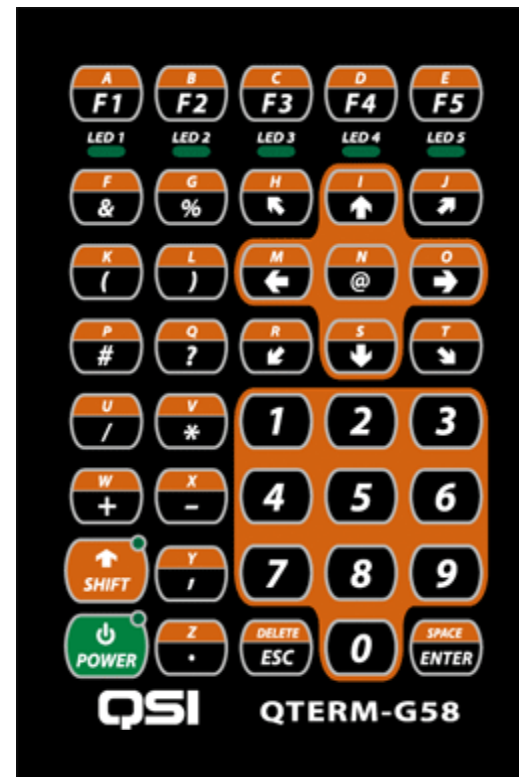 A B C D E
F1 F2 F3 F4 F5
LED 1 LED 2 LED 3 LED 4 LED 5
F G H I J
& % ↖ ↑ ↗
K L M N O
( ) ← @ →
P Q R S T
# ? ↙ ↓ ↘
U V
/ * 1 2 3
W X
+ - 4 5 6
Y
SHIFT , 7 8 9
Z DELETE SPACE
POWER . ESC 0 ENTER
QSI QTERM-G58